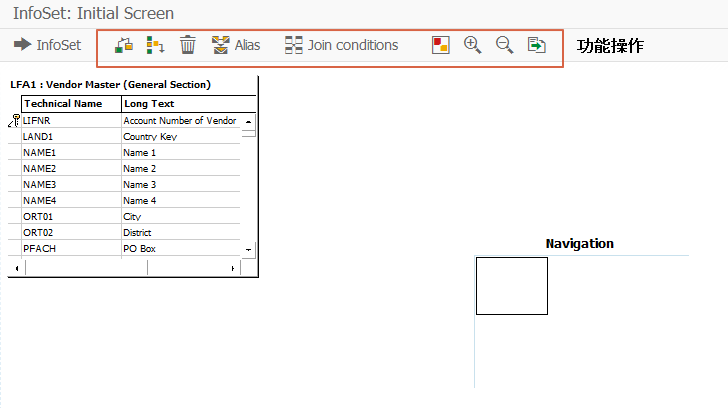 InfoSet: Initial Screen
InfoSet Alias Join conditions 功能操作
LFA1 : Vendor Master (General Section)
Technical Name Long Text
LIFNR Account Number of Vendor
LAND1 Country Key
NAME1 Name 1
NAME2 Name 2
NAME3 Name 3
NAME4 Name 4
ORT01 City
ORT02 District
PFACH PO Box
Navigation